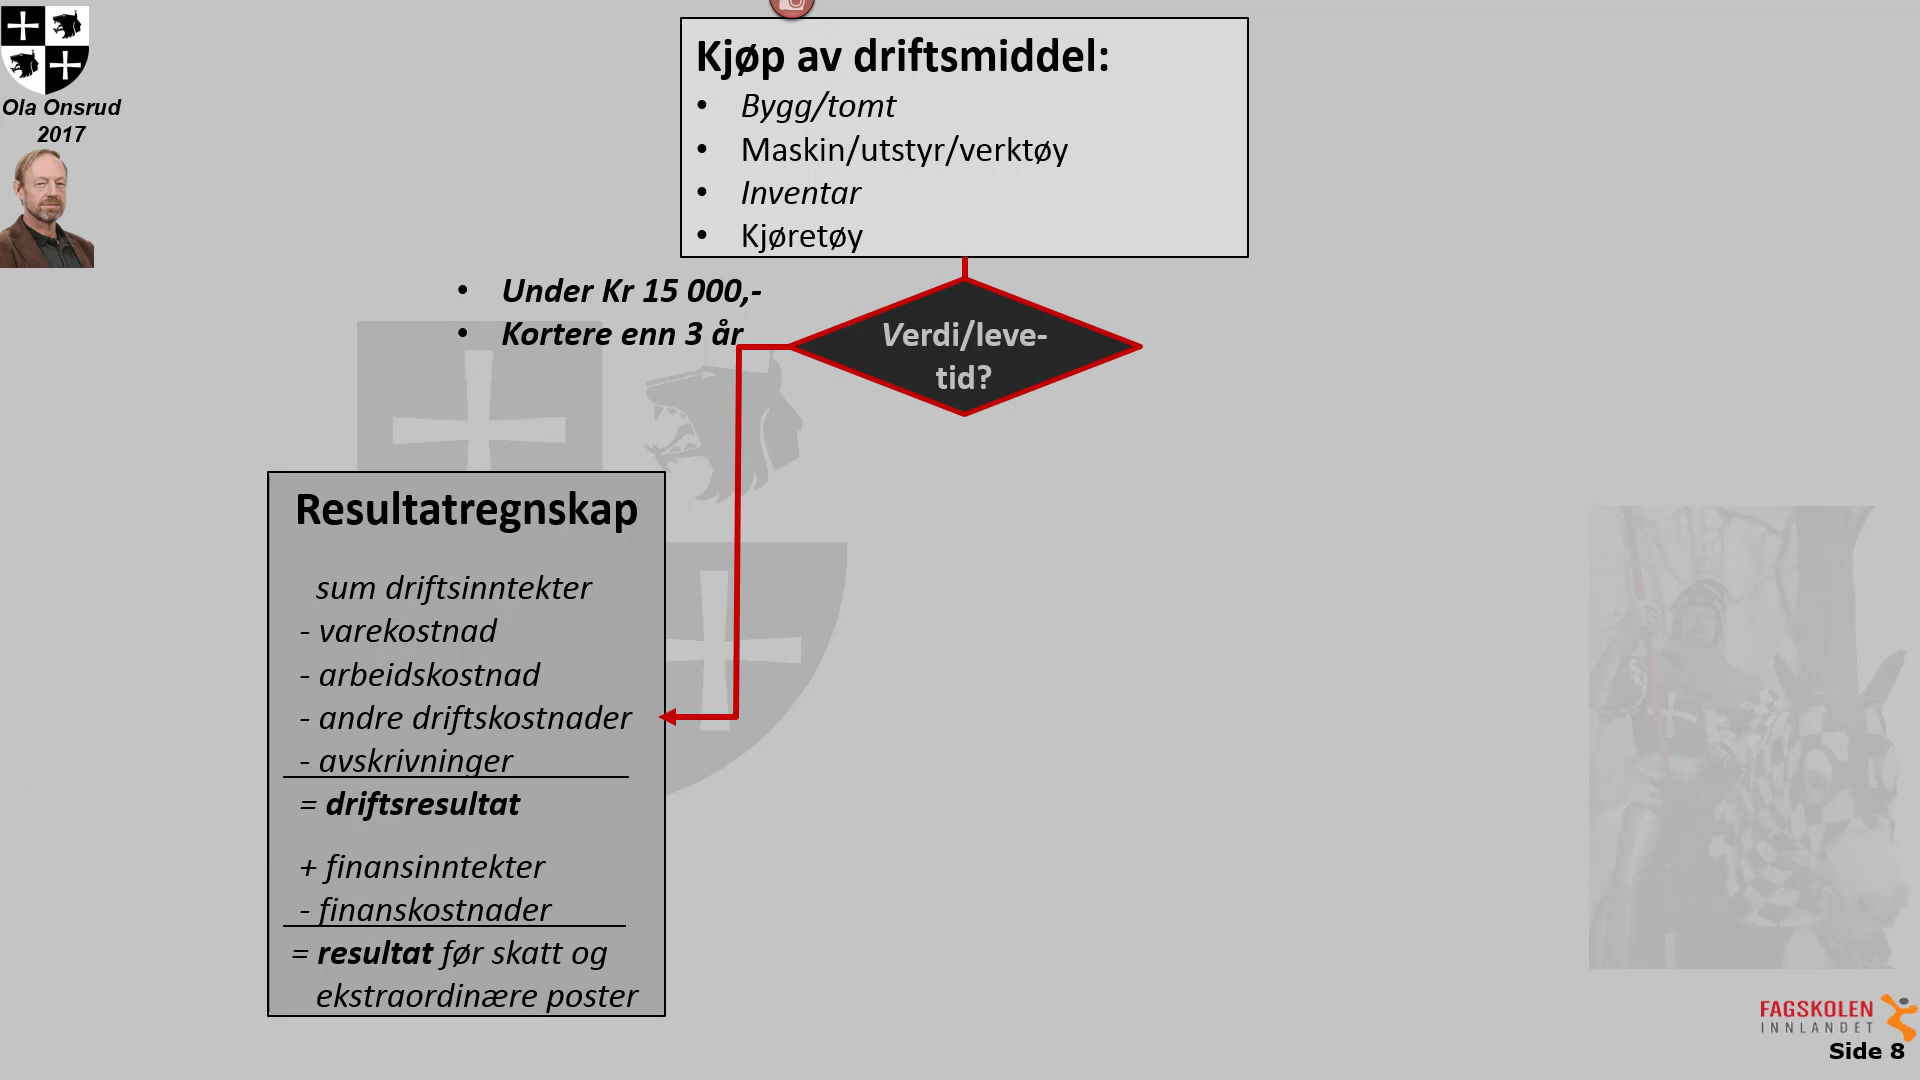 Ola Onsrud
2017
Kjøp av driftsmiddel:
• Bygg/tomt
• Maskin/utstyr/verktøy
• Inventar
• Kjøretøy
• Under Kr 15 000,-
• Kortere enn 3 år
Verdi/leve-
tid?
Resultatregnskap
sum driftsinntekter
- varekostnad
- arbeidskostnad
- andre driftskostnader
- avskrivninger
= driftsresultat
+ finansinntekter
- finanskostnader
= resultat før skatt og
ekstraordinære poster
FAGSKOLEN
INNLANDET
Side 8